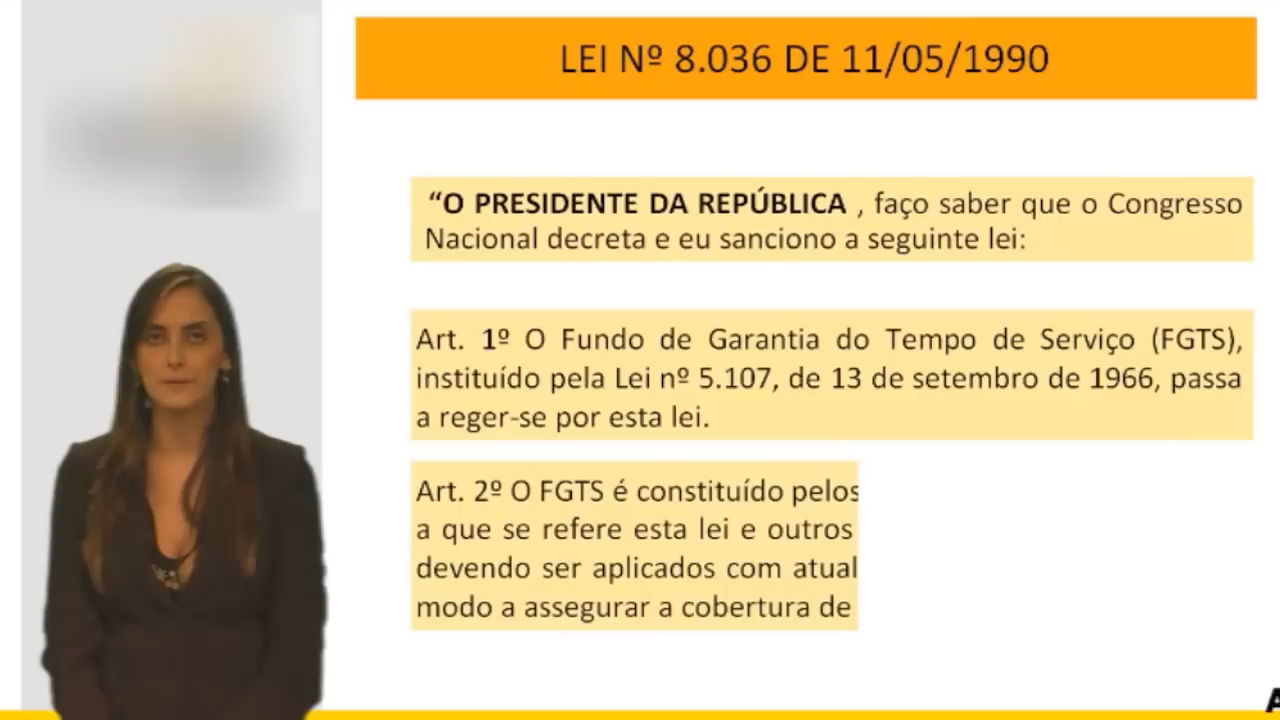 LEI Nº 8.036 DE 11/05/1990
“O PRESIDENTE DA REPÚBLICA , faço saber que o Congresso
Nacional decreta e eu sanciono a seguinte lei:
Art. 1º O Fundo de Garantia do Tempo de Serviço (FGTS),
instituído pela Lei nº 5.107, de 13 de setembro de 1966, passa
a reger-se por esta lei.
Art. 2º O FGTS é constituído pelos
a que se refere esta lei e outros
devendo ser aplicados com atual
modo a assegurar a cobertura de